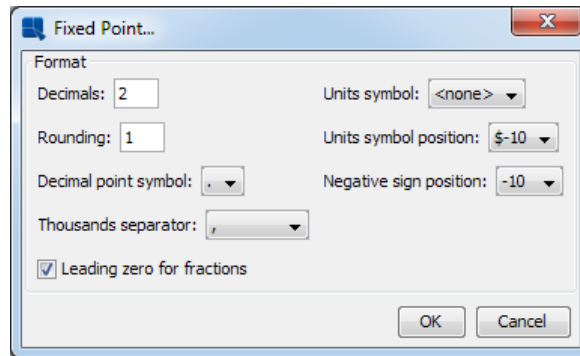 Fixed Point...
Format
Decimals: 2 Units symbol: <none>
Rounding: 1 Units symbol position: $-10
Decimal point symbol: . Negative sign position: -10
Thousands separator: ,
Leading zero for fractions
OK Cancel